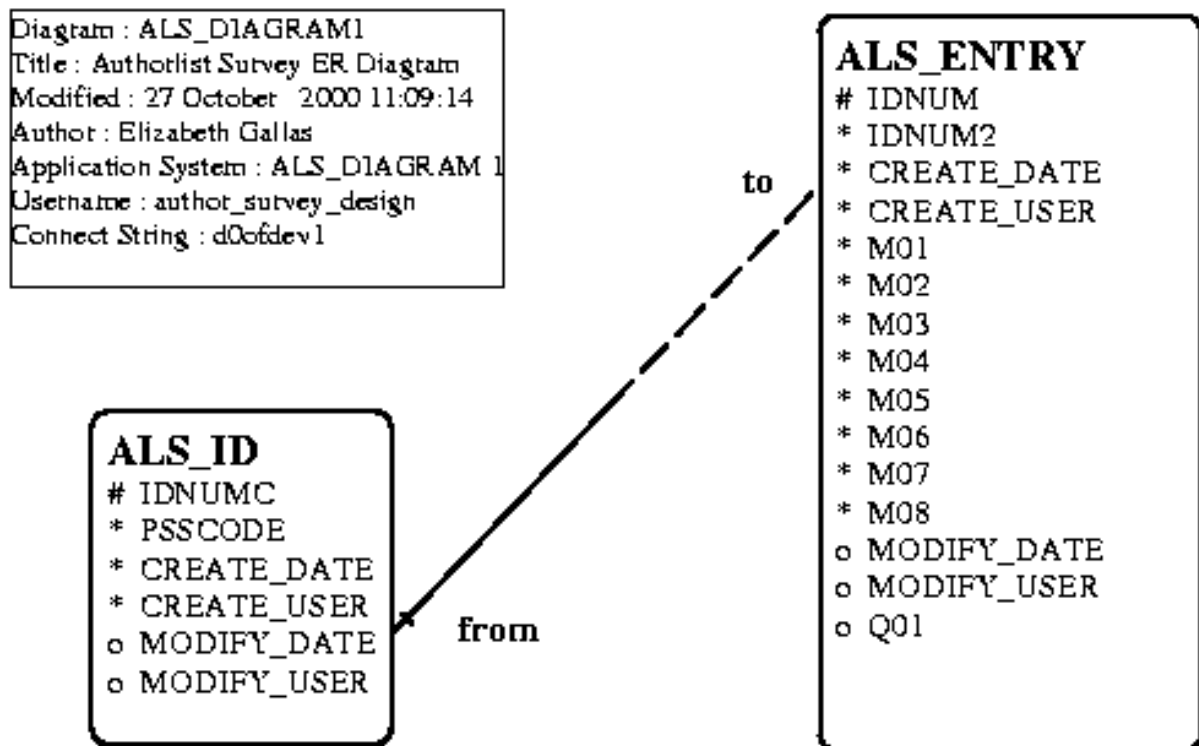 Diagram : ALS_DIAGRAM1
Title : Authorlist Survey ER Diagram
Modified : 27 October 2000 11:09:14
Author : Elizabeth Gallas
Application System : ALS_DIAGRAM 1
Username : author_survey_design
Connect String : d0ofdev1
ALS_ENTRY
# IDNUM
* IDNUM2
* CREATE_DATE
* CREATE_USER
* M01
* M02
* M03
* M04
* M05
* M06
* M07
* M08
o MODIFY_DATE
o MODIFY_USER
o Q01
to
ALS_ID
# IDNUMC
* PSSCODE
* CREATE_DATE
* CREATE_USER
o MODIFY_DATE
o MODIFY_USER
from